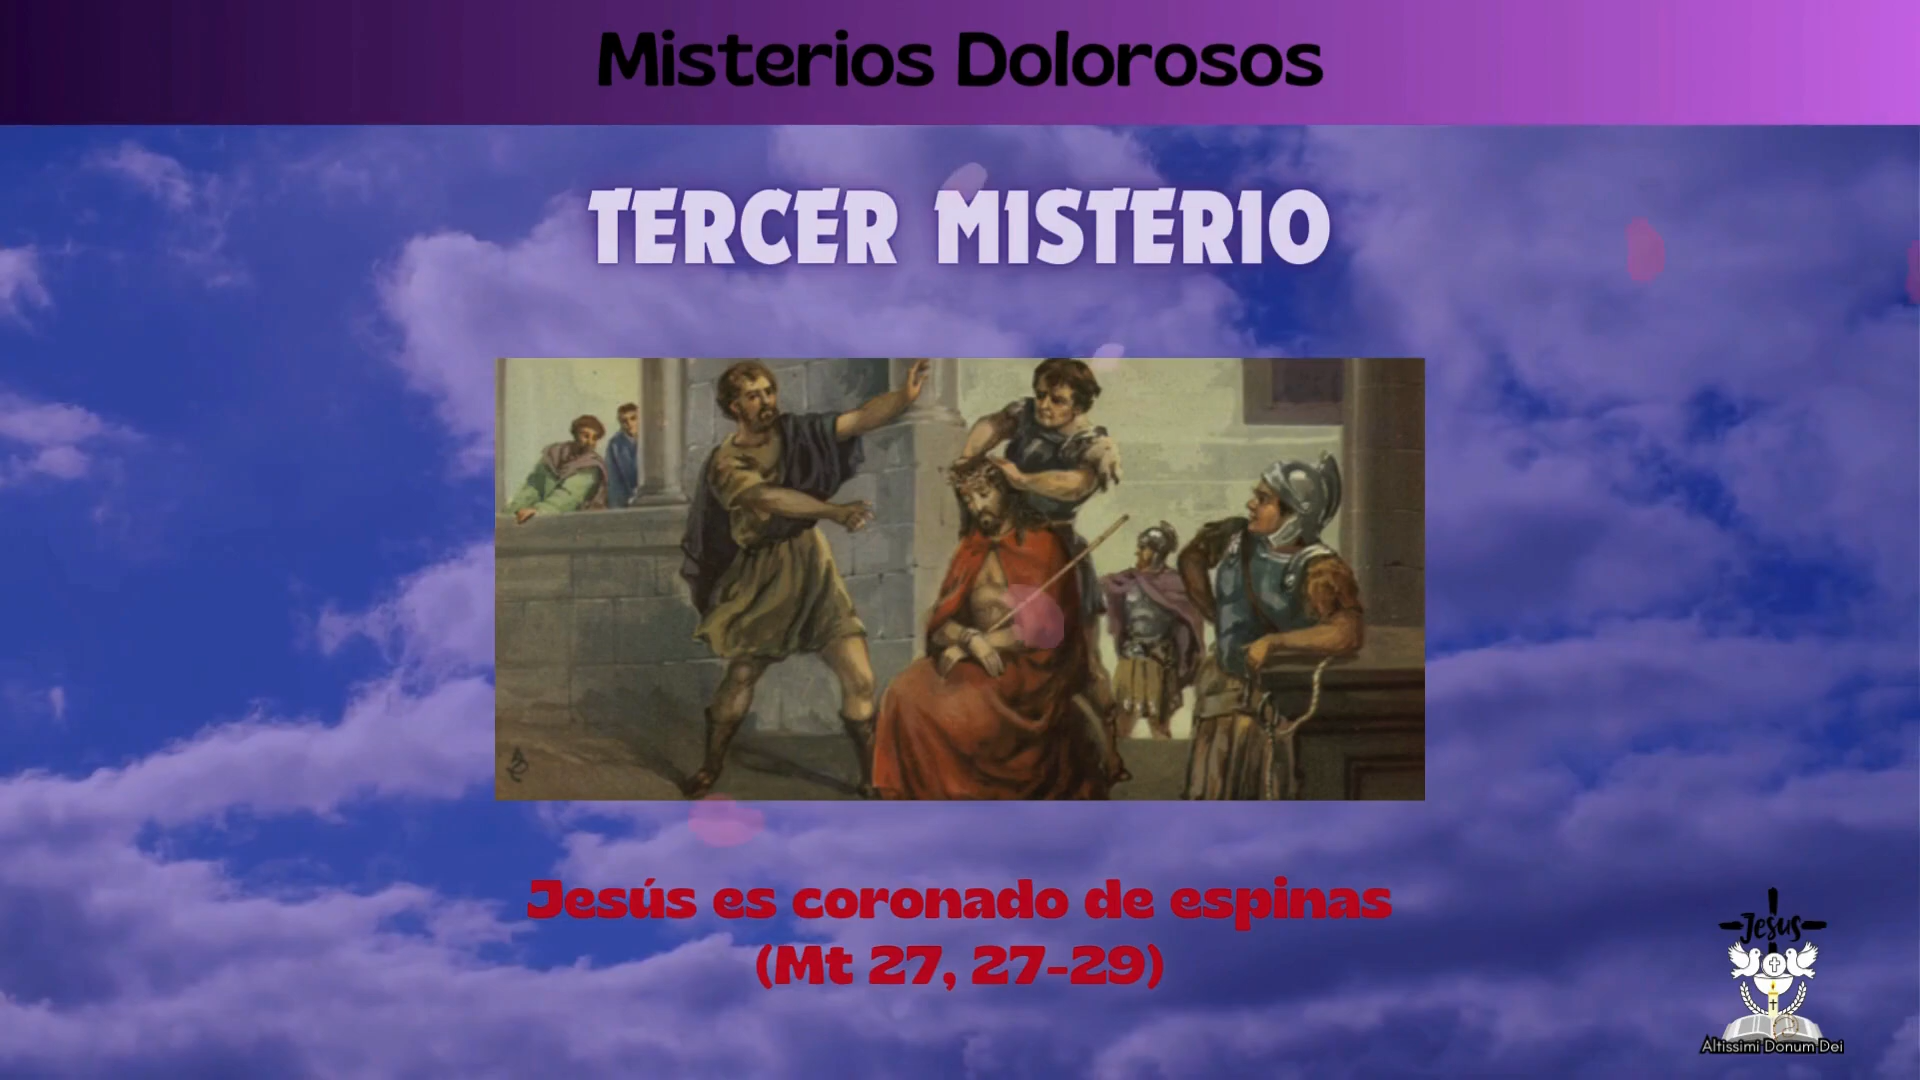 Misterios Dolorosos
TERCER MISTERIO
Jesús es coronado de espinas
(Mt 27, 27-29)
Jesus
Altissimi Donum Dei